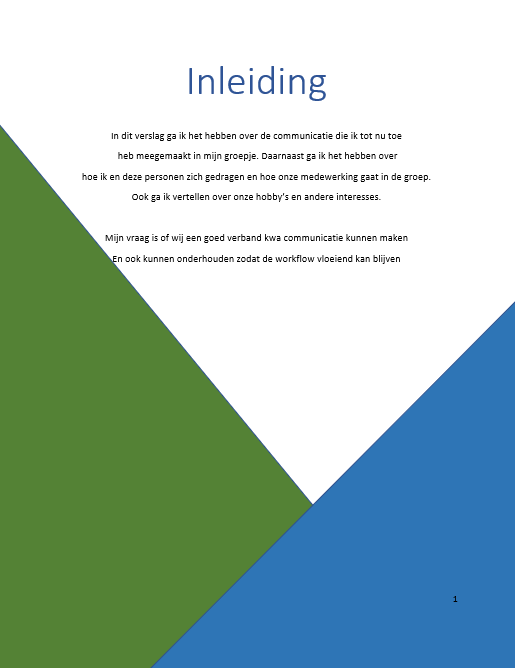 Inleiding
In dit verslag ga ik het hebben over de communicatie die ik tot nu toe
heb meegemaakt in mijn groepje. Daarnaast ga ik het hebben over
hoe ik en deze personen zich gedragen en hoe onze medewerking gaat in de groep.
Ook ga ik vertellen over onze hobby's en andere interesses.
Mijn vraag is of wij een goed verband kwa communicatie kunnen maken
En ook kunnen onderhouden zodat de workflow vloeiend kan blijven
1